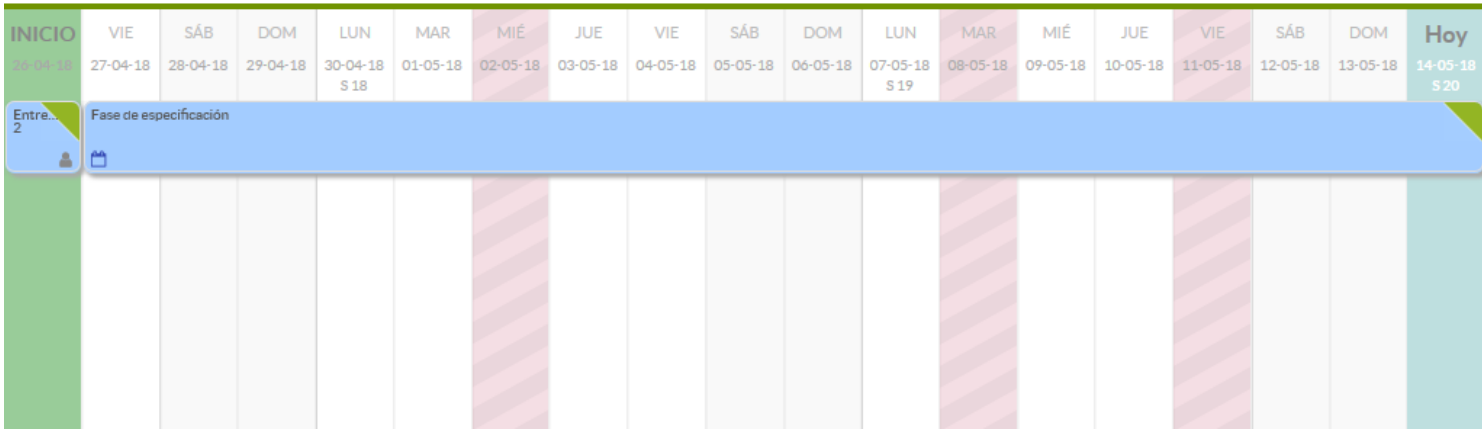 INICIO VIE SÁB DOM LUN MAR MIÉ JUE VIE SÁB DOM LUN MAR MIÉ JUE VIE SÁB DOM Hoy
26-04-18 27-04-18 28-04-18 29-04-18 30-04-18 01-05-18 02-05-18 03-05-18 04-05-18 05-05-18 06-05-18 07-05-18 08-05-18 09-05-18 10-05-18 11-05-18 12-05-18 13-05-18 14-05-18
S 18 S 19 S 20
Entre... Fase de especificación
2